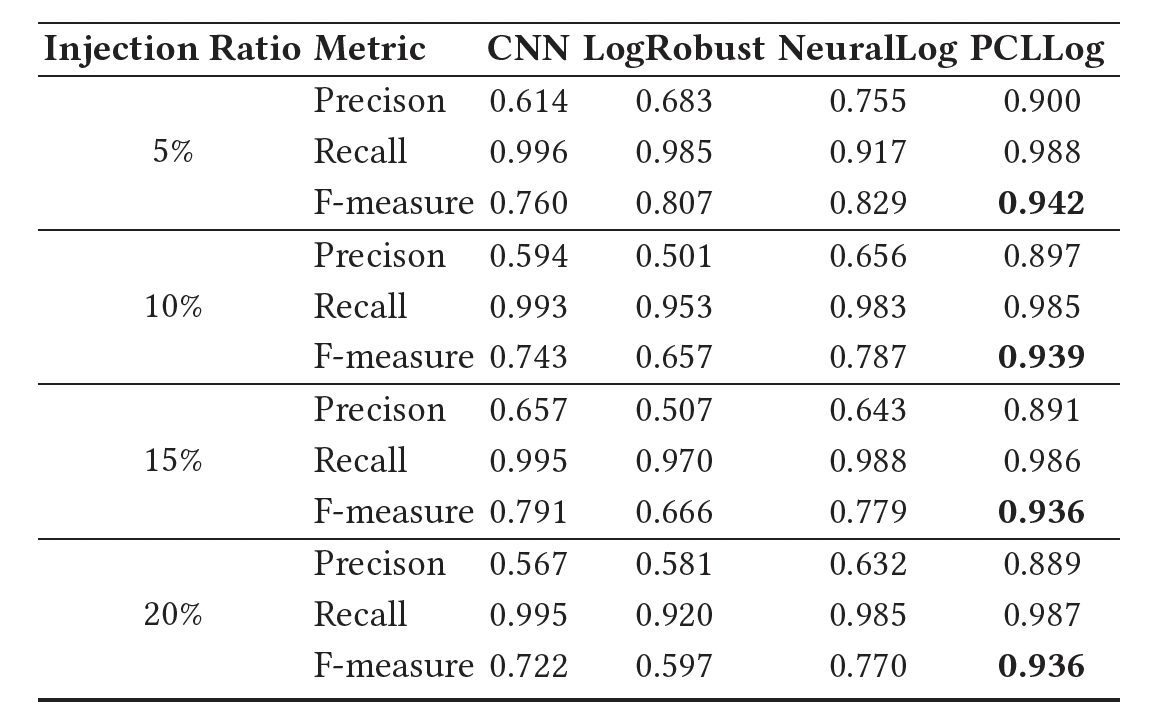 Injection Ratio Metric CNN LogRobust NeuralLog PCLLog
Precison 0.614 0.683 0.755 0.900
5% Recall 0.996 0.985 0.917 0.988
F-measure 0.760 0.807 0.829 0.942
Precison 0.594 0.501 0.656 0.897
10% Recall 0.993 0.953 0.983 0.985
F-measure 0.743 0.657 0.787 0.939
Precison 0.657 0.507 0.643 0.891
15% Recall 0.995 0.970 0.988 0.986
F-measure 0.791 0.666 0.779 0.936
Precison 0.567 0.581 0.632 0.889
20% Recall 0.995 0.920 0.985 0.987
F-measure 0.722 0.597 0.770 0.936